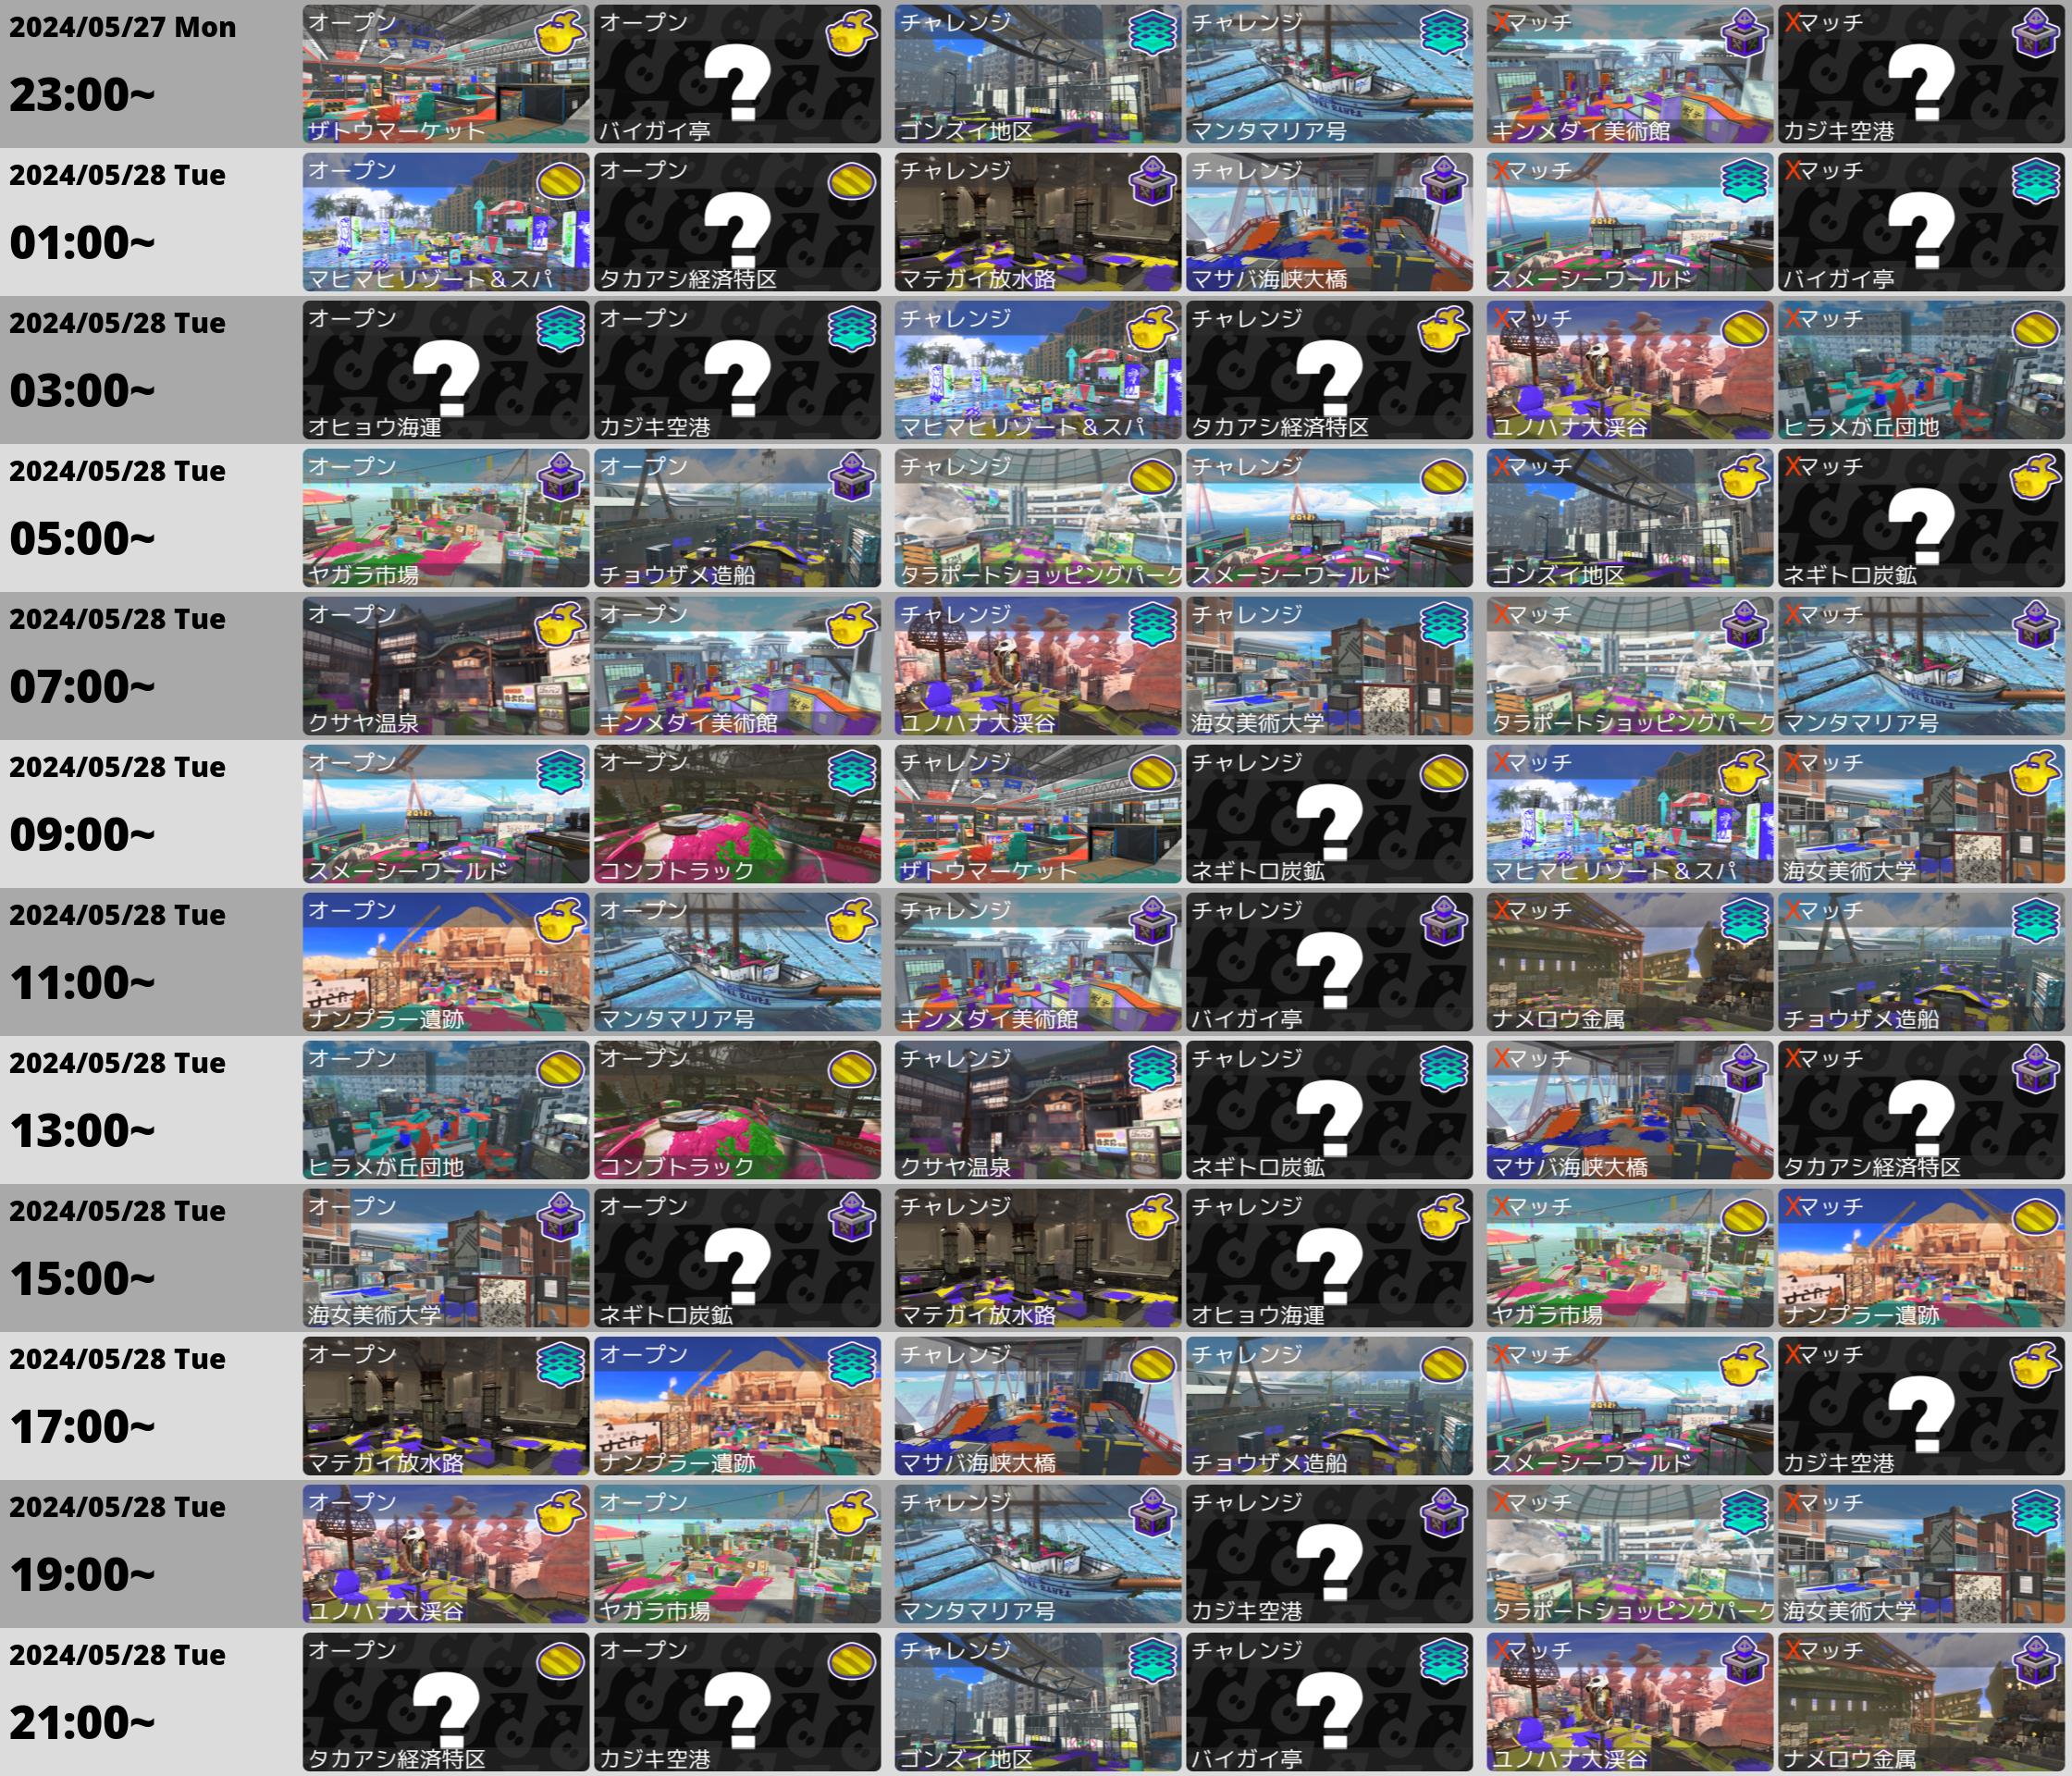 2024/05/27 Mon
23:00~
オープン オープン チャレンジ チャレンジ Xマッチ Xマッチ
ザトウマーケット バイガイ亭 ゴンズイ地区 マンタマリア号 キンメダイ美術館 カジキ空港
2024/05/28 Tue
01:00~
オープン オープン チャレンジ チャレンジ Xマッチ Xマッチ
マヒマヒリゾート&スパ タカアシ経済特区 マテガイ放水路 マサバ海峡大橋 スメーシーワールド バイガイ亭
2024/05/28 Tue
03:00~
オープン オープン チャレンジ チャレンジ Xマッチ Xマッチ
オヒョウ海運 カジキ空港 マヒマヒリゾート&スパ タカアシ経済特区 ユノハナ大渓谷 ヒラメが丘団地
2024/05/28 Tue
05:00~
オープン オープン チャレンジ チャレンジ Xマッチ Xマッチ
ヤガラ市場 チョウザメ造船 タラポートショッピングパーク スメーシーワールド ゴンズイ地区 ネギトロ炭鉱
2024/05/28 Tue
07:00~
オープン オープン チャレンジ チャレンジ Xマッチ Xマッチ
クサヤ温泉 キンメダイ美術館 ユノハナ大渓谷 海女美術大学 タラポートショッピングパーク マンタマリア号
2024/05/28 Tue
09:00~
オープン オープン チャレンジ チャレンジ Xマッチ Xマッチ
スメーシーワールド コンブトラック ザトウマーケット ネギトロ炭鉱 マヒマヒリゾート&スパ 海女美術大学
2024/05/28 Tue
11:00~
オープン オープン チャレンジ チャレンジ Xマッチ Xマッチ
ナンプラー遺跡 マンタマリア号 キンメダイ美術館 バイガイ亭 ナメロウ金属 チョウザメ造船
2024/05/28 Tue
13:00~
オープン オープン チャレンジ チャレンジ Xマッチ Xマッチ
ヒラメが丘団地 コンブトラック クサヤ温泉 ネギトロ炭鉱 マサバ海峡大橋 タカアシ経済特区
2024/05/28 Tue
15:00~
オープン オープン チャレンジ チャレンジ Xマッチ Xマッチ
海女美術大学 ネギトロ炭鉱 マテガイ放水路 オヒョウ海運 ヤガラ市場 ナンプラー遺跡
2024/05/28 Tue
17:00~
オープン オープン チャレンジ チャレンジ Xマッチ Xマッチ
マテガイ放水路 ナンプラー遺跡 マサバ海峡大橋 チョウザメ造船 スメーシーワールド カジキ空港
2024/05/28 Tue
19:00~
オープン オープン チャレンジ チャレンジ Xマッチ Xマッチ
ユノハナ大渓谷 ヤガラ市場 マンタマリア号 カジキ空港 タラポートショッピングパーク 海女美術大学
2024/05/28 Tue
21:00~
オープン オープン チャレンジ チャレンジ Xマッチ Xマッチ
タカアシ経済特区 カジキ空港 ゴンズイ地区 バイガイ亭 ユノハナ大渓谷 ナメロウ金属